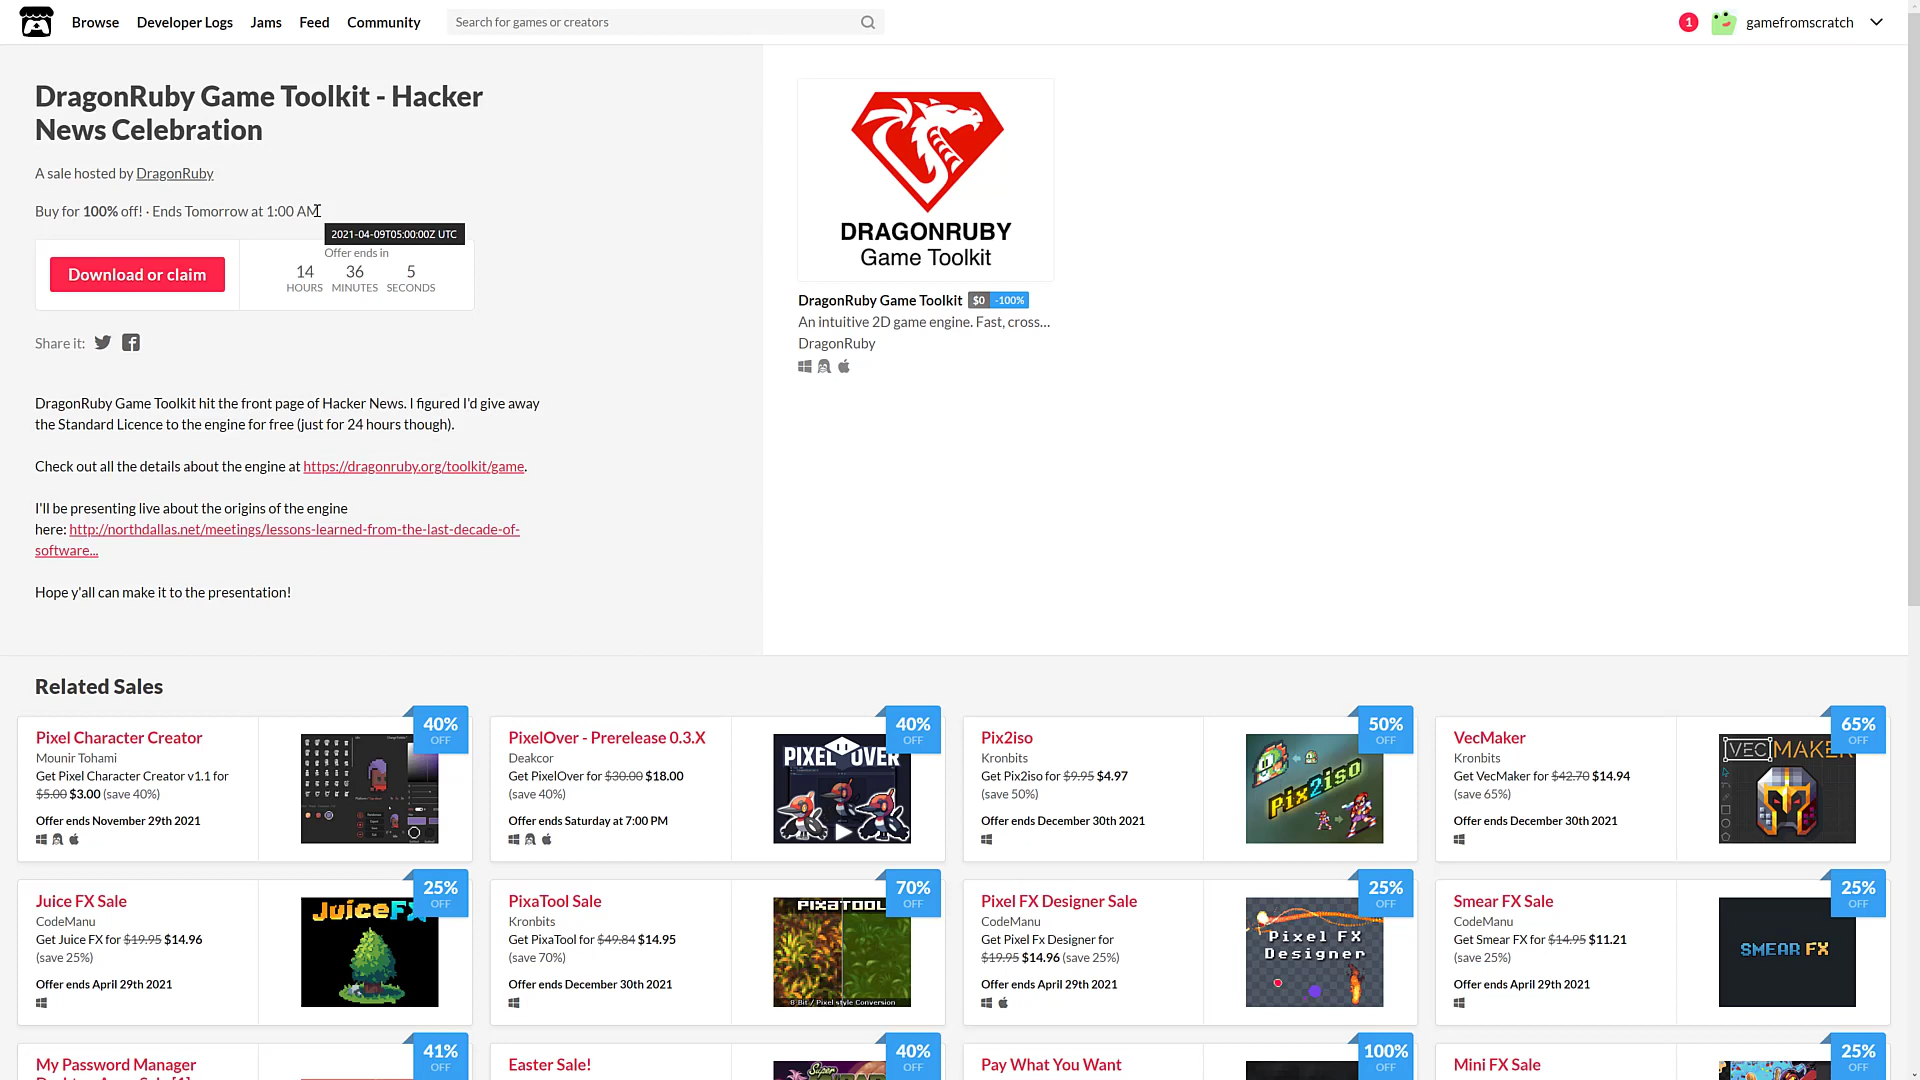 Browse Developer Logs Jams Feed Community
Search for games or creators
1 gamefromscratch
DragonRuby Game Toolkit - Hacker
News Celebration
A sale hosted by DragonRuby
Buy for 100% off! · Ends Tomorrow at 1:00 AM
2021-04-09T05:00:00Z UTC
Download or claim
Offer ends in
14 36 5
HOURS MINUTES SECONDS
Share it:
DragonRuby Game Toolkit hit the front page of Hacker News. I figured I'd give away
the Standard Licence to the engine for free (just for 24 hours though).
Check out all the details about the engine at https://dragonruby.org/toolkit/game.
I'll be presenting live about the origins of the engine
here: http://northdallas.net/meetings/lessons-learned-from-the-last-decade-of-
software...
Hope y'all can make it to the presentation!
DRAGONRUBY
Game Toolkit
DragonRuby Game Toolkit $0 -100%
An intuitive 2D game engine. Fast, cross...
DragonRuby
Related Sales
Pixel Character Creator
Mounir Tohami
Get Pixel Character Creator v1.1 for
$5.00 $3.00 (save 40%)
Offer ends November 29th 2021
40%
OFF
PixelOver - Prerelease 0.3.X
Deakcor
Get PixelOver for $30.00 $18.00
(save 40%)
Offer ends Saturday at 7:00 PM
PIXEL OVER
40%
OFF
Pix2iso
Kronbits
Get Pix2iso for $9.95 $4.97
(save 50%)
Offer ends December 30th 2021
Pix2iso
50%
OFF
VecMaker
Kronbits
Get VecMaker for $42.70 $14.94
(save 65%)
Offer ends December 30th 2021
VECMAKER
65%
OFF
Juice FX Sale
CodeManu
Get Juice FX for $19.95 $14.96
(save 25%)
Offer ends April 29th 2021
JUICEFX
25%
OFF
PixaTool Sale
Kronbits
Get PixaTool for $49.84 $14.95
(save 70%)
Offer ends December 30th 2021
PIXATOOL
8 Bit / Pixel style Conversion
70%
OFF
Pixel FX Designer Sale
CodeManu
Get Pixel Fx Designer for
$19.95 $14.96 (save 25%)
Offer ends April 29th 2021
Pixel FX
Designer
25%
OFF
Smear FX Sale
CodeManu
Get Smear FX for $14.95 $11.21
(save 25%)
Offer ends April 29th 2021
SMEAR FX
25%
OFF
My Password Manager
41%
OFF
Easter Sale!
Super
40%
OFF
Pay What You Want
100%
OFF
Mini FX Sale
25%
OFF